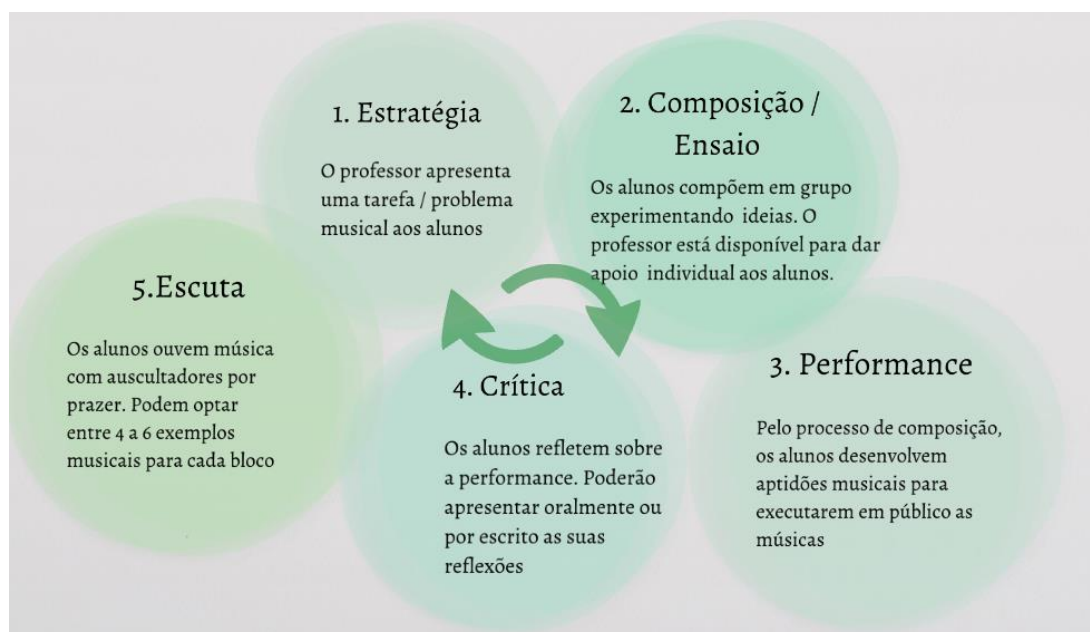 1. Estratégia
O professor apresenta
uma tarefa / problema
musical aos alunos
2. Composição /
Ensaio
Os alunos compõem em grupo
experimentando ideias. O
professor está disponível para dar
apoio individual aos alunos.
3. Performance
Pelo processo de composição,
os alunos desenvolvem
aptidões musicais para
executarem em público as
músicas
4. Crítica
Os alunos refletem sobre
a performance. Poderão
apresentar oralmente ou
por escrito as suas
reflexões
5.Escuta
Os alunos ouvem música
com auscultadores por
prazer. Podem optar
entre 4 a 6 exemplos
musicais para cada bloco